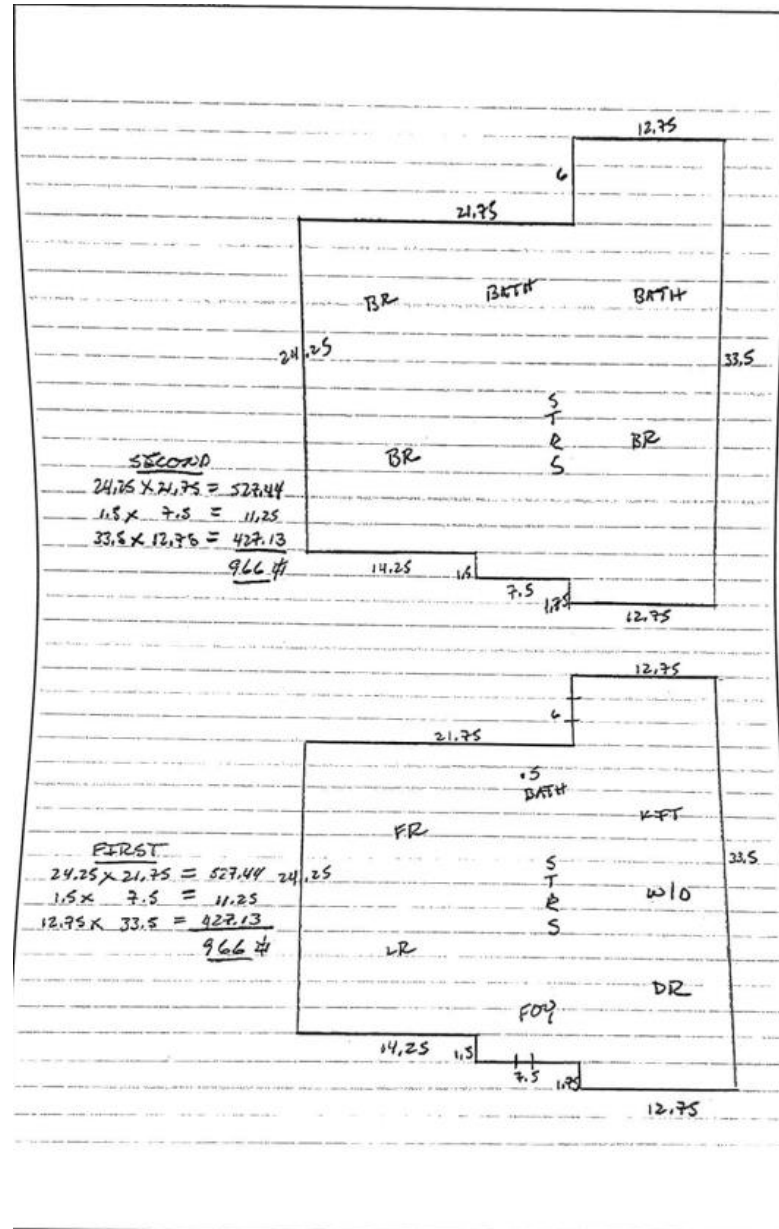 12.75
6
21.75
BR BATH BATH
24.25
33.5
S
T
R
S
BR
BR
SECOND
24.25 x 21.75 = 527.44
1.5 x 7.5 = 11.25
33.5 x 12.75 = 427.13
966 #
14.25 1.5
7.5 1.75
12.75
12.75
6
21.75
.5
BATH
FR
KIT
FIRST
24.25 x 21.75 = 527.44
1.5 x 7.5 = 11.25
12.75 x 33.5 = 427.13
966 #
24.25
S
T
R
S
33.5
W/O
LR
DR
FOY
14.25 1.5
7.5 1.75
12.75